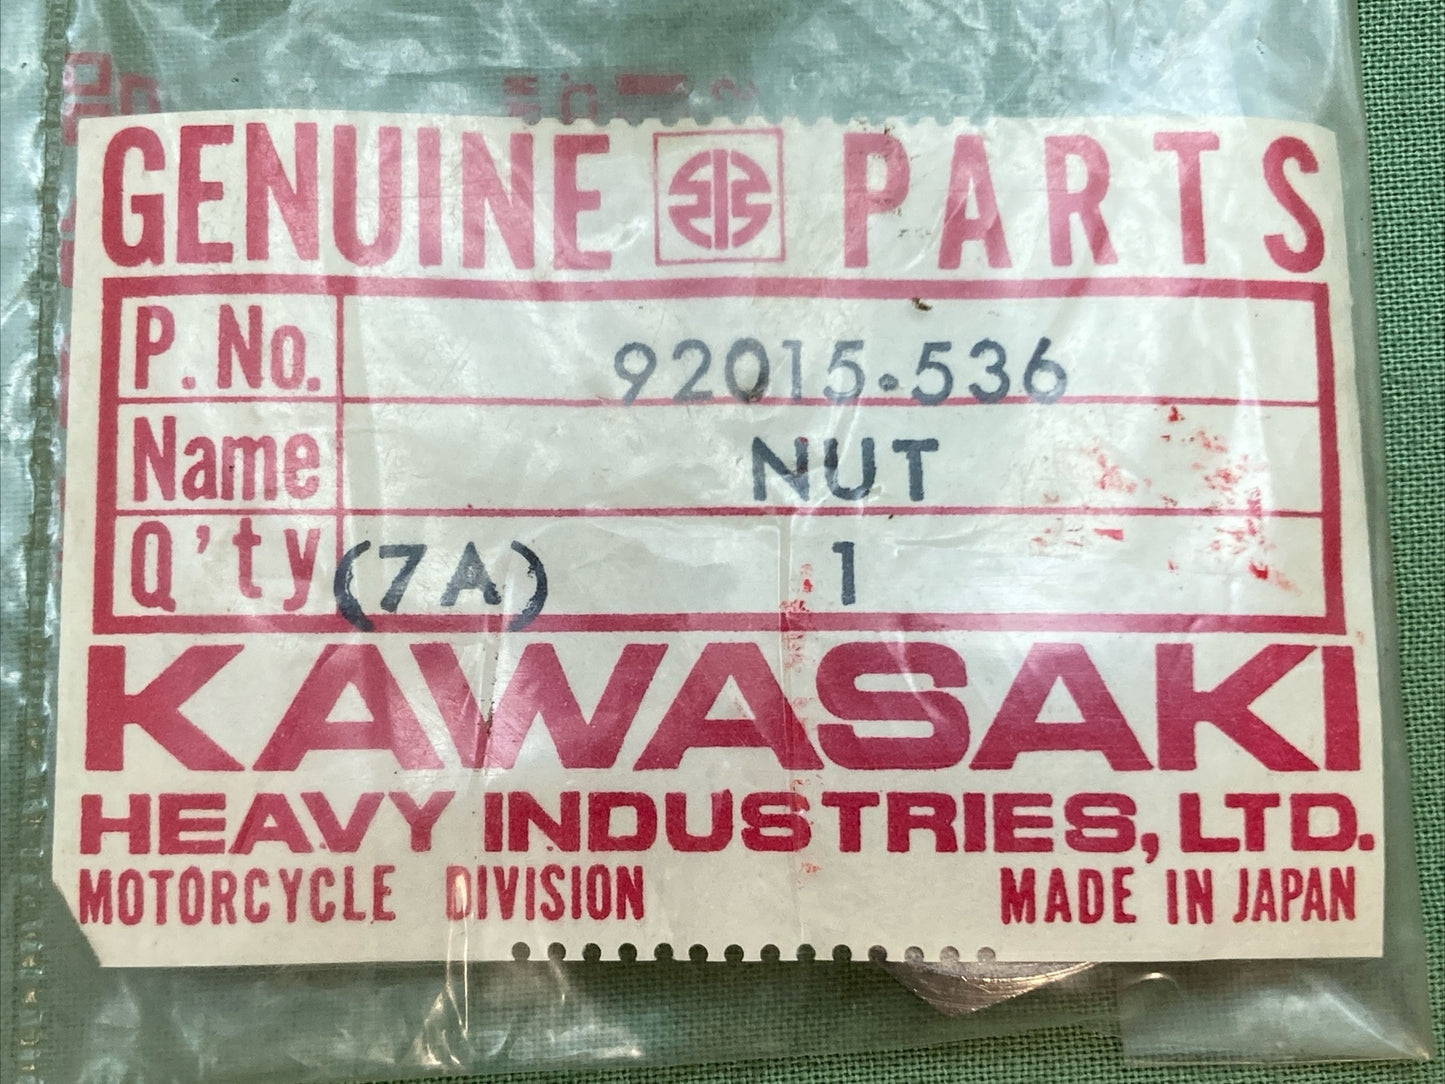 GENUINE PARTS
P. No. 92015.536
Name NUT
Q'ty (7A) 1
KAWASAKI
HEAVY INDUSTRIES, LTD.
MOTORCYCLE DIVISION MADE IN JAPAN